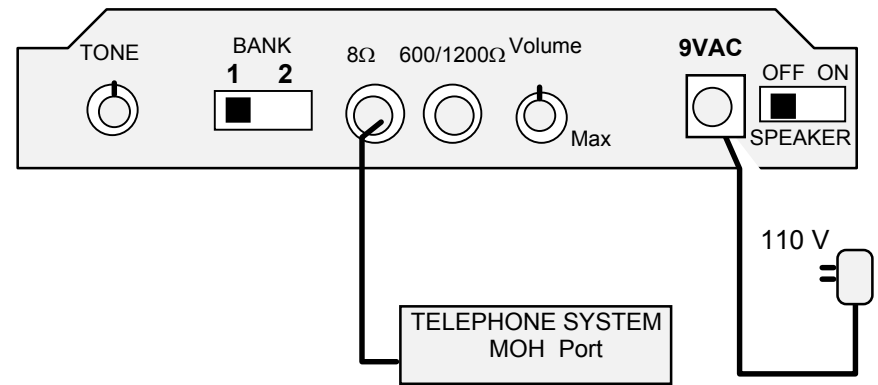 TONE
BANK
1 2
8Ω
600/1200Ω
Volume
Max
9VAC
OFF ON
SPEAKER
110 V
TELEPHONE SYSTEM
MOH Port